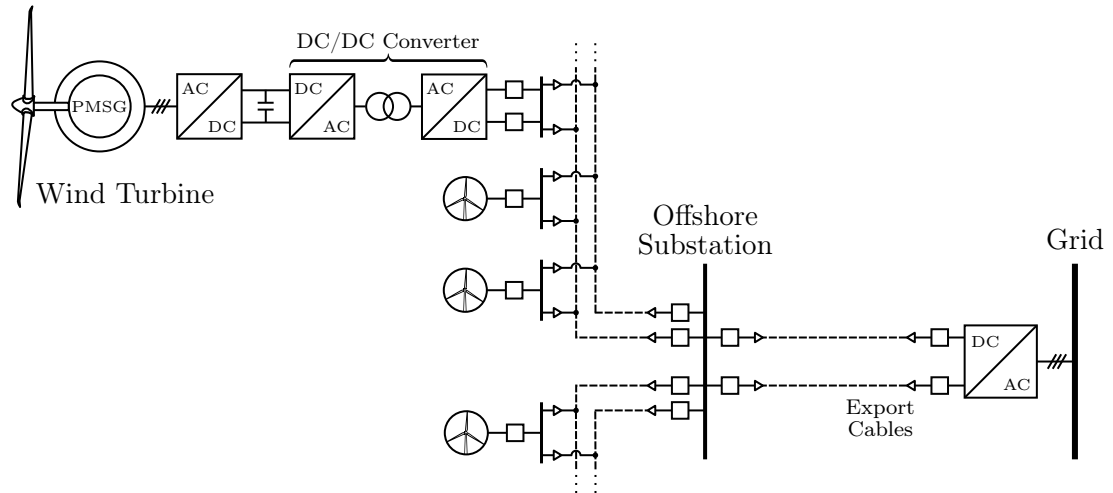 DC/DC Converter
PMSG
AC
DC
DC
AC
AC
DC
Wind Turbine
Offshore
Substation
Grid
DC
AC
Export
Cables